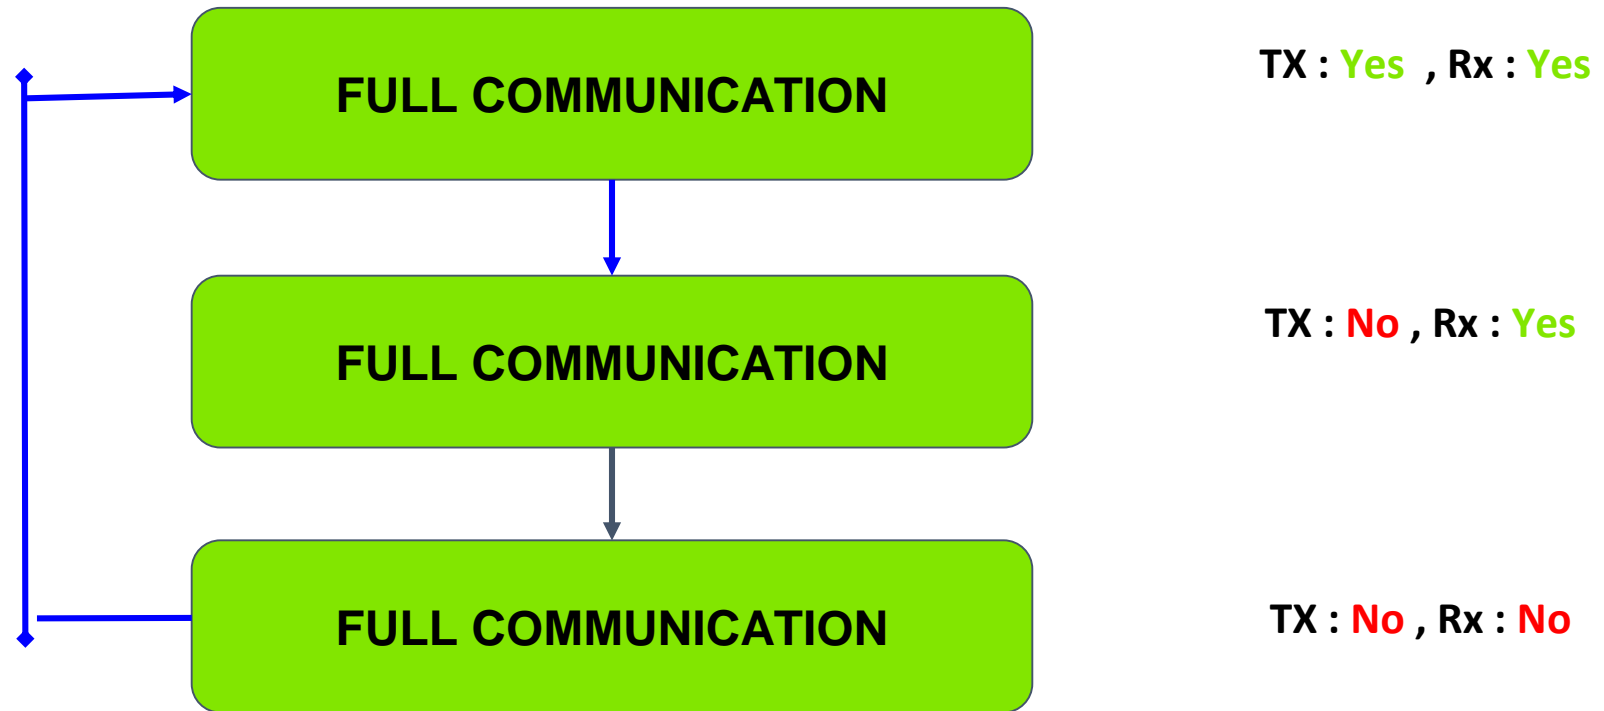 FULL COMMUNICATION
TX : Yes , Rx : Yes
FULL COMMUNICATION
TX : No , Rx : Yes
FULL COMMUNICATION
TX : No , Rx : No